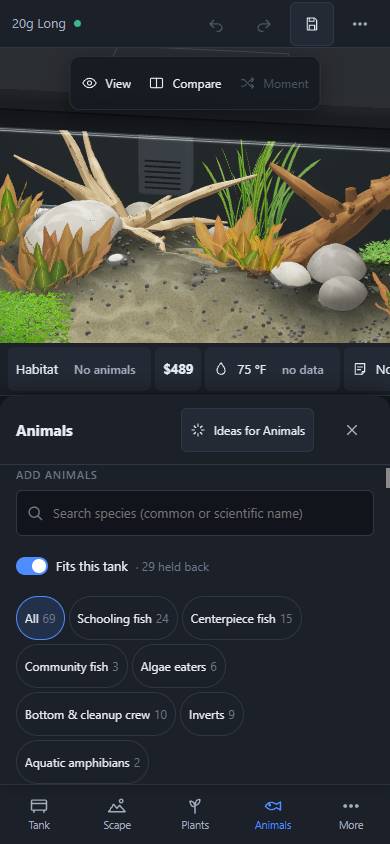 20g Long
View Compare Moment
Habitat No animals $489 75 °F no data
Animals Ideas for Animals
ADD ANIMALS
Search species (common or scientific name)
Fits this tank · 29 held back
All 69 Schooling fish 24 Centerpiece fish 15
Community fish 3 Algae eaters 6
Bottom & cleanup crew 10 Inverts 9
Aquatic amphibians 2
Tank Scape Plants Animals More